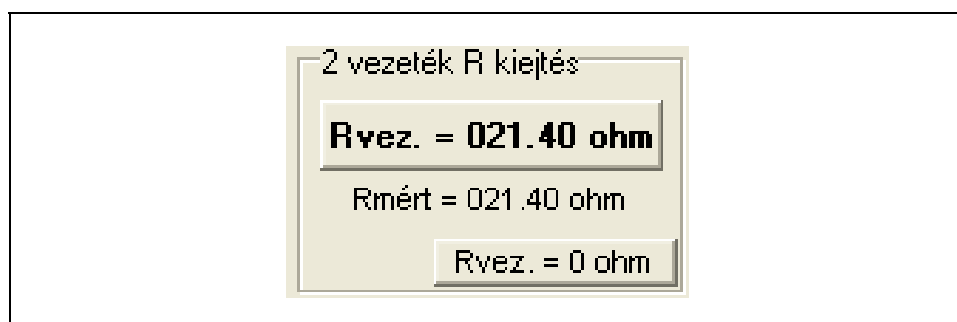 2 vezeték R kiejtés
Rvez. = 021.40 ohm
Rmért = 021.40 ohm
Rvez. = 0 ohm